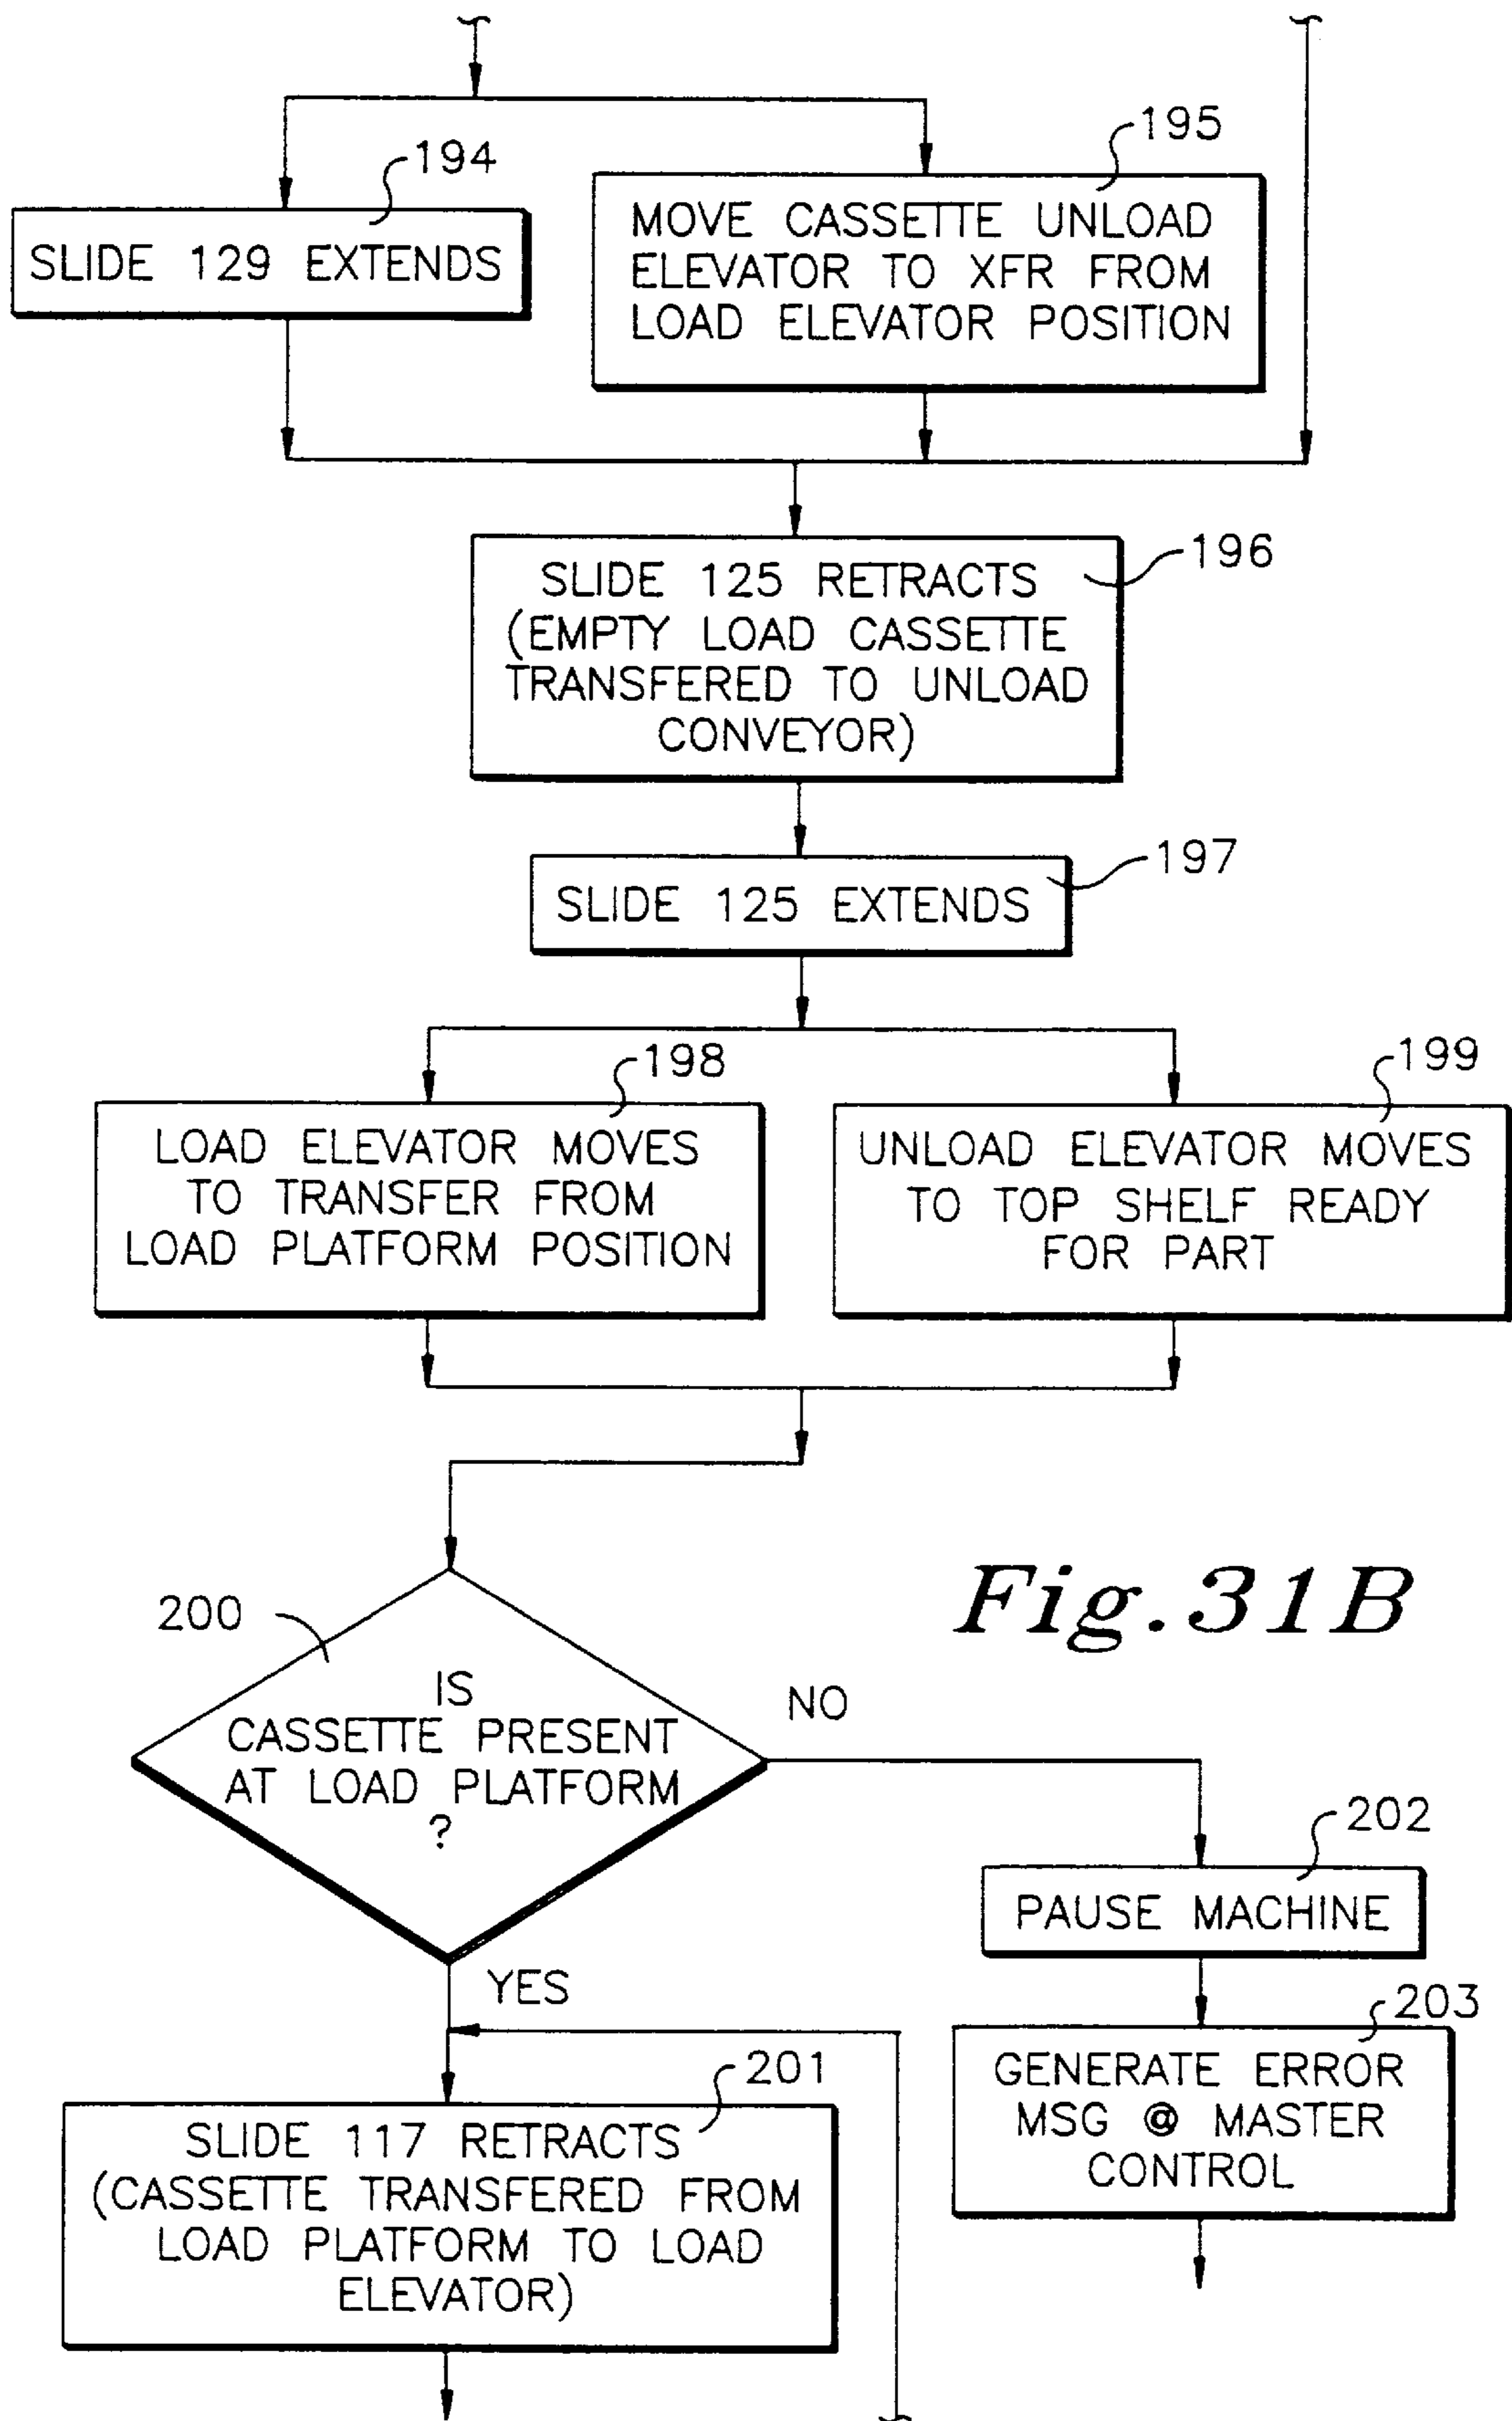 195
194
MOVE CASSETTE UNLOAD
ELEVATOR TO XFR FROM
LOAD ELEVATOR POSITION
SLIDE 129 EXTENDS
196
SLIDE 125 RETRACTS
(EMPTY LOAD CASSETTE
TRANSFERED TO UNLOAD
CONVEYOR)
197
SLIDE 125 EXTENDS
198
199
LOAD ELEVATOR MOVES
TO TRANSFER FROM
LOAD PLATFORM POSITION
UNLOAD ELEVATOR MOVES
TO TOP SHELF READY
FOR PART
Fig.31B
200
IS
CASSETTE PRESENT
AT LOAD PLATFORM
?
NO
YES
202
PAUSE MACHINE
203
GENERATE ERROR
MSG @ MASTER
CONTROL
201
SLIDE 117 RETRACTS
(CASSETTE TRANSFERED FROM
LOAD PLATFORM TO LOAD
ELEVATOR)